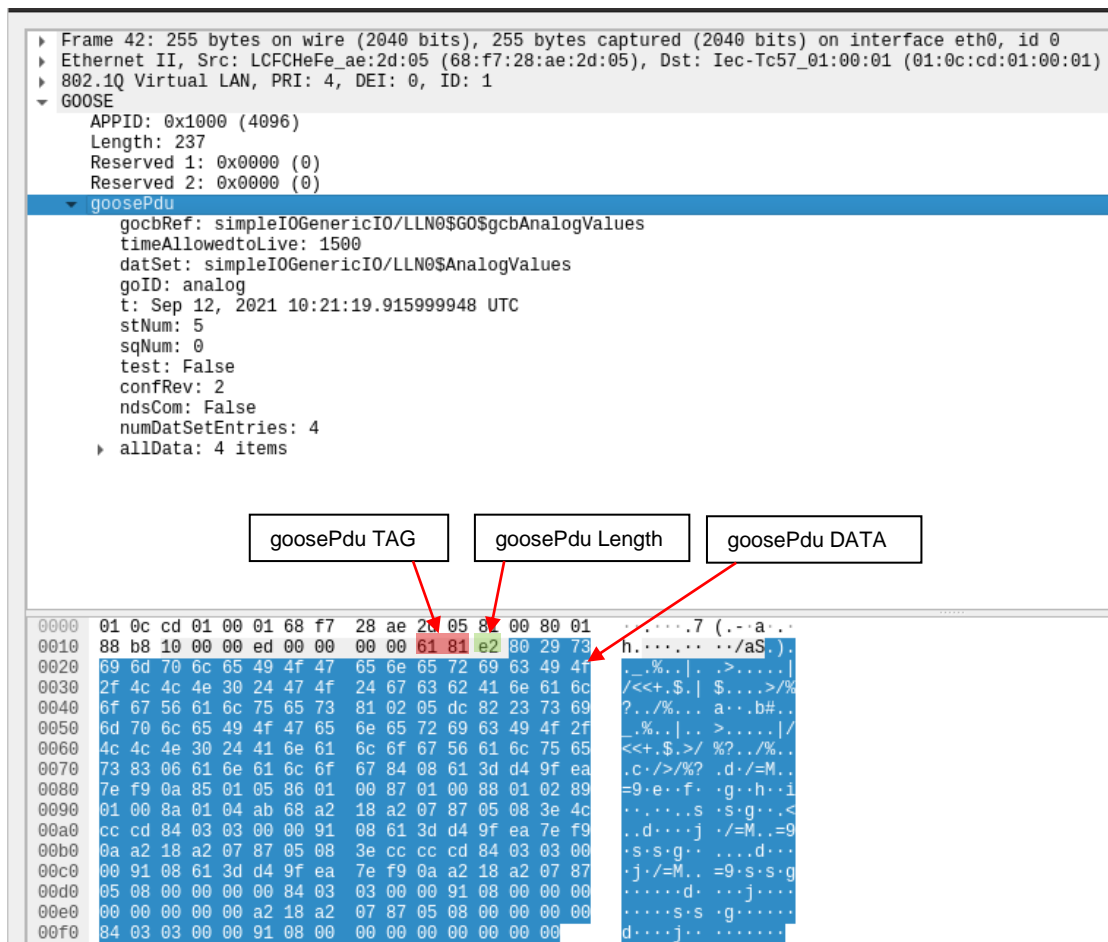 Frame 42: 255 bytes on wire (2040 bits), 255 bytes captured (2040 bits) on interface eth0, id 0
Ethernet II, Src: LCFCHeFe_ae:2d:05 (68:f7:28:ae:2d:05), Dst: Iec-Tc57_01:00:01 (01:0c:cd:01:00:01)
802.1Q Virtual LAN, PRI: 4, DEI: 0, ID: 1
GOOSE
APPID: 0x1000 (4096)
Length: 237
Reserved 1: 0x0000 (0)
Reserved 2: 0x0000 (0)
goosePdu
gocbRef: simpleIOGenericIO/LLN0$GO$gcbAnalogValues
timeAllowedtoLive: 1500
datSet: simpleIOGenericIO/LLN0$AnalogValues
goID: analog
t: Sep 12, 2021 10:21:19.915999948 UTC
stNum: 5
sqNum: 0
test: False
confRev: 2
ndsCom: False
numDatSetEntries: 4
allData: 4 items
goosePdu TAG
goosePdu Length
goosePdu DATA
0000 01 0c cd 01 00 01 68 f7 28 ae 2d 05 81 00 80 01 ·····.7 (.-·a·.·
0010 88 b8 10 00 00 00 ed 00 00 00 00 00 61 81 e2 80 29 73
0020 69 6d 70 6c 65 49 4f 47 65 6e 65 72 69 63 49 4f ._.%..|. .>.....|
0030 2f 4c 4c 4e 30 24 47 4f 24 67 63 62 41 6e 61 6c /<<+.$.| $....>/%
0040 6f 67 56 61 6c 75 65 73 81 02 05 dc 82 23 73 69 ?../%... a··.b#..
0050 6d 70 6c 65 49 4f 47 65 6e 65 72 69 63 49 4f 2f _.%..|.. >.....|/
0060 4c 4c 4e 30 24 41 6e 61 6c 6f 67 56 61 6c 75 65 <<+.$.>/ %?../%..
0070 73 83 06 61 6e 61 6c 6f 67 84 08 61 3d d4 9f ea .c·/>/%? .d·/=M..
0080 7e f9 0a 85 01 05 86 01 00 87 01 00 88 01 02 89 =9·e··f· ·g··h··i
0090 01 00 8a 01 04 ab 68 a2 18 a2 07 87 05 08 3e 4c
00a0 cc cd 84 03 03 00 00 91 08 61 3d d4 9f ea 7e f9 ..d····j ·/=M..=9
00b0 0a a2 18 a2 07 87 05 08 3e cc cc cd 84 03 03 00 ·s·s·g·· ....d···
00c0 00 91 08 61 3d d4 9f ea 7e f9 0a a2 18 a2 07 87 ·j·/=M.. =9·s·s·g
00d0 05 08 00 00 00 00 84 03 03 00 00 91 08 00 00 00 ······d· ···j····
00e0 00 00 00 00 00 a2 18 a2 07 87 05 08 00 00 00 00 ·····s·s ·g······
00f0 84 03 03 00 00 91 08 00 00 00 00 00 00 00 00 d····j·· ·······